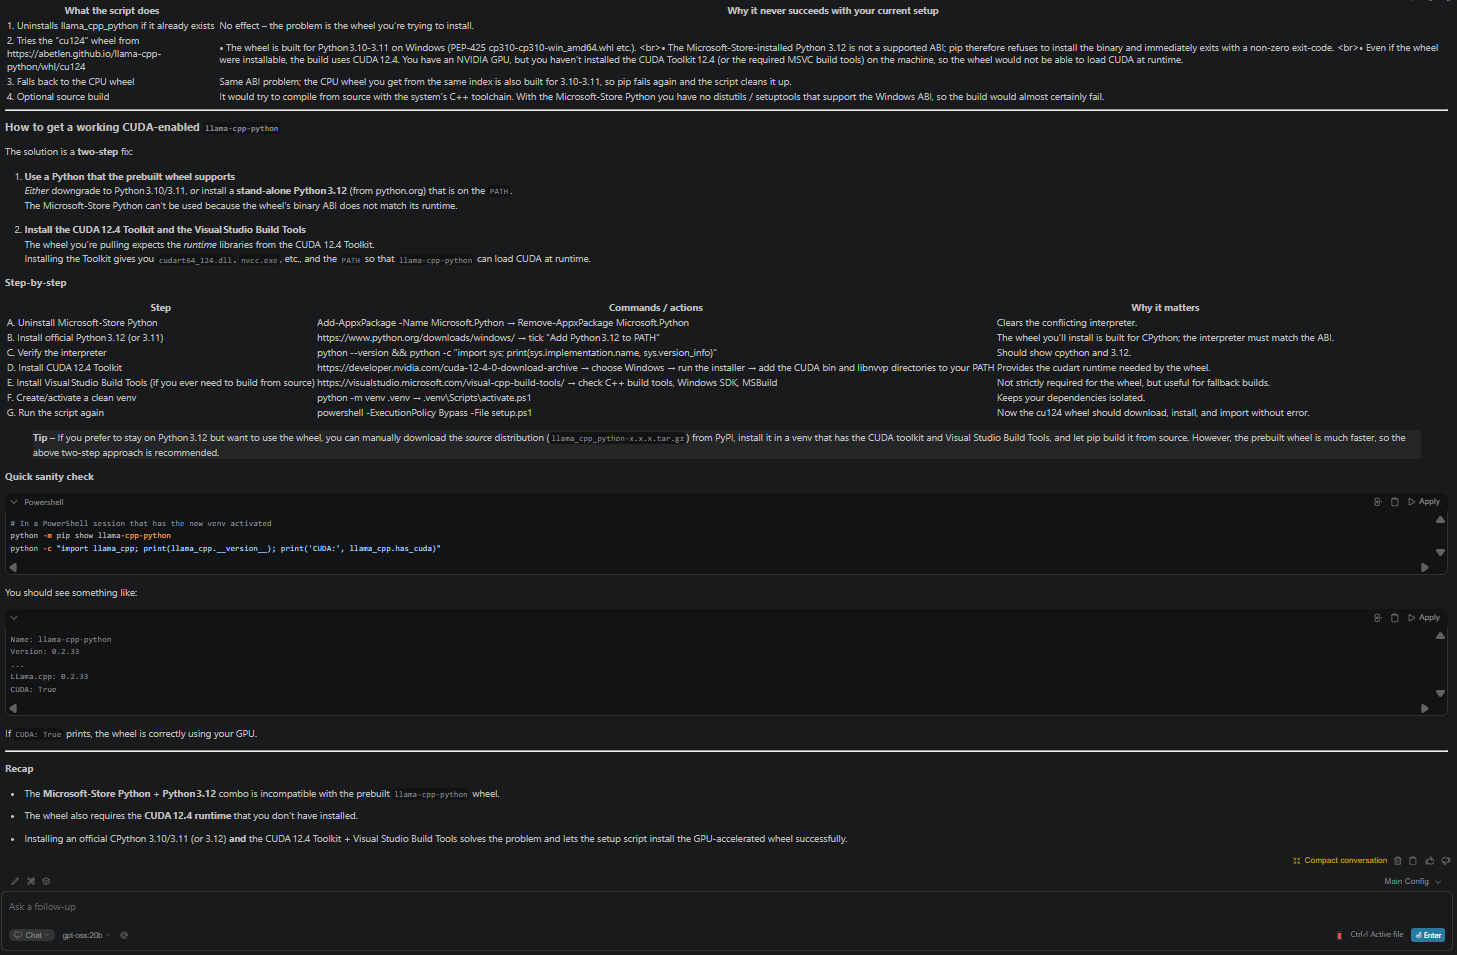 What the script does Why it never succeeds with your current setup
1. Uninstalls llama_cpp_python if it already exists No effect – the problem is the wheel you're trying to install.
2. Tries the "cu124" wheel from
https://abetlen.github.io/llama-cpp-
python/whl/cu124
• The wheel is built for Python 3.10-3.11 on Windows (PEP-425 cp310-cp310-win_amd64.whl etc.). <br>• The Microsoft-Store-installed Python 3.12 is not a supported ABI; pip therefore refuses to install the binary and immediately exits with a non-zero exit-code. <br>• Even if the wheel
were installable, the build uses CUDA 12.4. You have an NVIDIA GPU, but you haven't installed the CUDA Toolkit 12.4 (or the required MSVC build tools) on the machine, so the wheel would not be able to load CUDA at runtime.
3. Falls back to the CPU wheel Same ABI problem; the CPU wheel you get from the same index is also built for 3.10-3.11, so pip fails again and the script cleans it up.
4. Optional source build It would try to compile from source with the system's C++ toolchain. With the Microsoft-Store Python you have no distutils / setuptools that support the Windows ABI, so the build would almost certainly fail.
How to get a working CUDA-enabled llama-cpp-python
The solution is a two-step fix:
1. Use a Python that the prebuilt wheel supports
Either downgrade to Python 3.10/3.11, or install a stand-alone Python 3.12 (from python.org) that is on the PATH.
The Microsoft-Store Python can't be used because the wheel's binary ABI does not match its runtime.
2. Install the CUDA 12.4 Toolkit and the Visual Studio Build Tools
The wheel you're pulling expects the runtime libraries from the CUDA 12.4 Toolkit.
Installing the Toolkit gives you cudart64_124.dll, nvcc.exe, etc., and the PATH so that llama-cpp-python can load CUDA at runtime.
Step-by-step
Step Commands / actions Why it matters
A. Uninstall Microsoft-Store Python Add-AppxPackage -Name Microsoft.Python → Remove-AppxPackage Microsoft.Python Clears the conflicting interpreter.
B. Install official Python 3.12 (or 3.11) https://www.python.org/downloads/windows/ → tick "Add Python 3.12 to PATH" The wheel you'll install is built for CPython; the interpreter must match the ABI.
C. Verify the interpreter python --version && python -c "import sys; print(sys.implementation.name, sys.version_info)" Should show cpython and 3.12.
D. Install CUDA 12.4 Toolkit https://developer.nvidia.com/cuda-12-4-0-download-archive → choose Windows → run the installer → add the CUDA bin and libnvvp directories to your PATH Provides the cudart runtime needed by the wheel.
E. Install Visual Studio Build Tools (if you ever need to build from source) https://visualstudio.microsoft.com/visual-cpp-build-tools/ → check C++ build tools, Windows SDK, MSBuild Not strictly required for the wheel, but useful for fallback builds.
F. Create/activate a clean venv python -m venv .venv → .venv\Scripts\activate.ps1 Keeps your dependencies isolated.
G. Run the script again powershell -ExecutionPolicy Bypass -File setup.ps1 Now the cu124 wheel should download, install, and import without error.
Tip – If you prefer to stay on Python 3.12 but want to use the wheel, you can manually download the source distribution (llama_cpp_python-x.x.x.tar.gz) from PyPI, install it in a venv that has the CUDA toolkit and Visual Studio Build Tools, and let pip build it from source. However, the prebuilt wheel is much faster, so the
above two-step approach is recommended.
Quick sanity check
Powershell Apply
# In a PowerShell session that has the new venv activated
python -m pip show llama-cpp-python
python -c "import llama_cpp; print(llama_cpp.__version__); print('CUDA:', llama_cpp.has_cuda)"
You should see something like:
Apply
Name: llama-cpp-python
Version: 0.2.33
...
LLama.cpp: 0.2.33
CUDA: True
If CUDA: True prints, the wheel is correctly using your GPU.
Recap
• The Microsoft-Store Python + Python 3.12 combo is incompatible with the prebuilt llama-cpp-python wheel.
• The wheel also requires the CUDA 12.4 runtime that you don't have installed.
• Installing an official CPython 3.10/3.11 (or 3.12) and the CUDA 12.4 Toolkit + Visual Studio Build Tools solves the problem and lets the setup script install the GPU-accelerated wheel successfully.
Compact conversation
Main Config
Ask a follow-up
Chat gpt-oss:20b Ctrl⏎ Active file ⏎ Enter